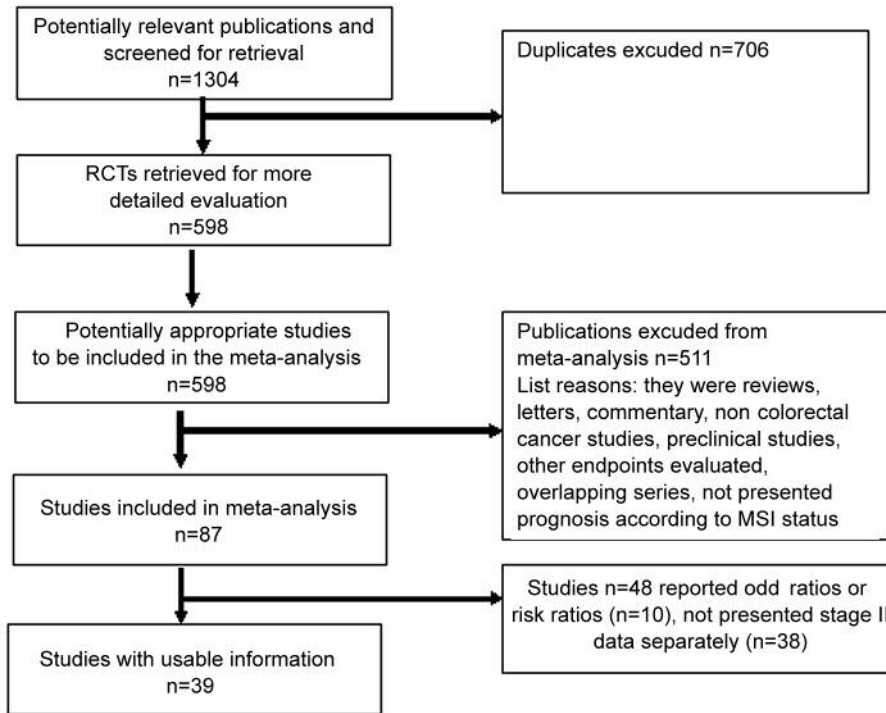 Potentially relevant publications and
screened for retrieval
n=1304
Duplicates excuded n=706
RCTs retrieved for more
detailed evaluation
n=598
Potentially appropriate studies
to be included in the meta-analysis
n=598
Publications excuded from
meta-analysis n=511
List reasons: they were reviews,
letters, commentary, non colorectal
cancer studies, preclinical studies,
other endpoints evaluated,
overlapping series, not presented
prognosis according to MSI status
Studies included in meta-analysis
n=87
Studies n=48 reported odd ratios or
risk ratios (n=10), not presented stage II
data separately (n=38)
Studies with usable information
n=39